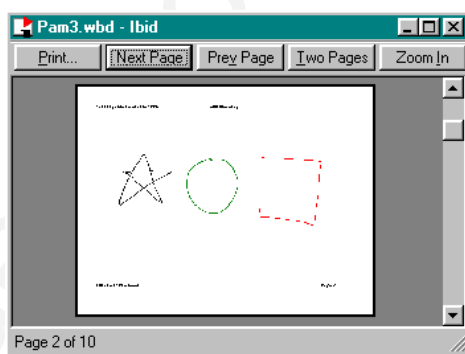 Pam3.wbd - Ibid
Print... Next Page Prev Page Two Pages Zoom In
Page 2 of 10